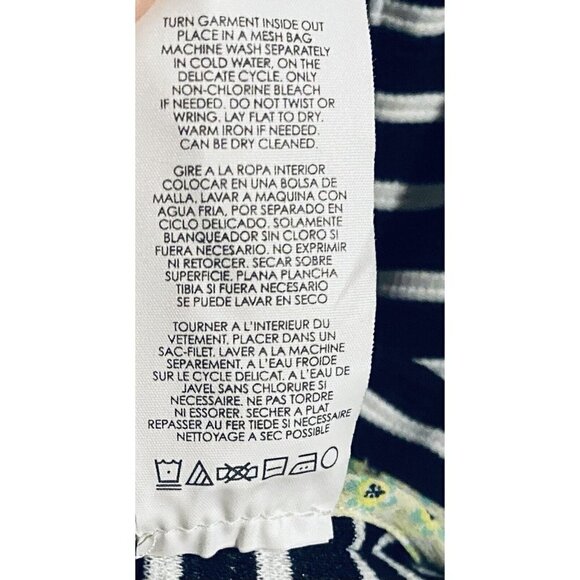 TURN GARMENT INSIDE OUT
PLACE IN A MESH BAG
MACHINE WASH SEPARATELY
IN COLD WATER, ON THE
DELICATE CYCLE. ONLY
NON-CHLORINE BLEACH
IF NEEDED. DO NOT TWIST OR
WRING. LAY FLAT TO DRY.
WARM IRON IF NEEDED.
CAN BE DRY CLEANED.
GIRE A LA ROPA INTERIOR
COLOCAR EN UNA BOLSA DE
MALLA, LAVAR A MAQUINA CON
AGUA FRIA, POR SEPARADO EN
CICLO DELICADO. SOLAMENTE
BLANQUEADOR SIN CLORO SI
FUERA NECESARIO. NO EXPRIMIR
NI RETORCER. SECAR SOBRE
SUPERFICIE. PLANA PLANCHA
TIBIA SI FUERA NECESARIO
SE PUEDE LAVAR EN SECO
TOURNER A L'INTERIEUR DU
VETEMENT, PLACER DANS UN
SAC-FILET. LAVER A LA MACHINE
SEPAREMENT. A L'EAU FROIDE
SUR LE CYCLE DELICAT. A L'EAU DE
JAVEL SANS CHLORURE SI
NECESSAIRE. NE PAS TORDRE
NI ESSORER. SECHER A PLAT
REPASSER AU FER TIEDE SI NECESSAIRE
NETTOYAGE A SEC POSSIBLE